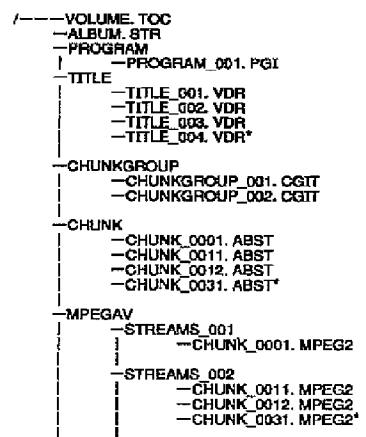 /———VOLUME. TOC
—ALBUM. STR
—PROGRAM
—PROGRAM_001. PGI
—TITLE
—TITLE_001. VDR
—TITLE_002. VDR
—TITLE_003. VDR
—TITLE_004. VDR*
—CHUNKGROUP
—CHUNKGROUP_001. CGIT
—CHUNKGROUP_002. CGIT
—CHUNK
—CHUNK_0001. ABST
—CHUNK_0011. ABST
—CHUNK_0012. ABST
—CHUNK_0031. ABST*
—MPEGAV
—STREAMS_001
—CHUNK_0001. MPEG2
—STREAMS_002
—CHUNK_0011. MPEG2
—CHUNK_0012. MPEG2
—CHUNK_0031. MPEG2*